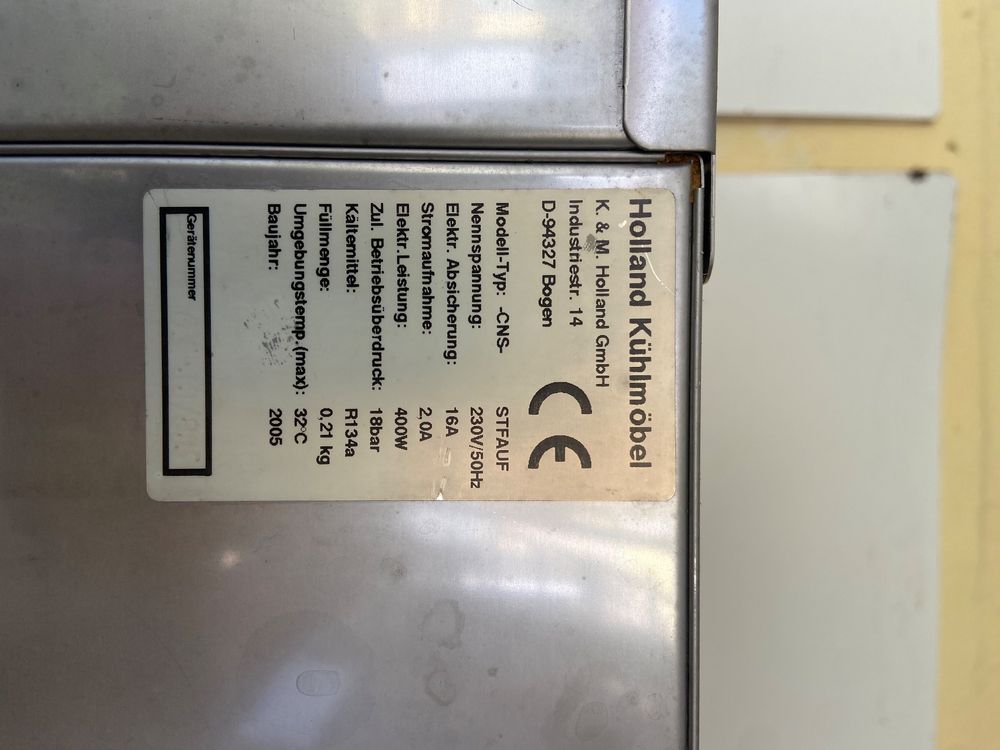 Holland Kühlmöbel
K. & M. Holland GmbH
Industriestr. 14
D-94327 Bogen
CE
Modell-Typ: -CNS- STFAUF
Nennspannung: 230V/50Hz
Elektr. Absicherung: 16A
Stromaufnahme: 2,0A
Elektr.Leistung: 400W
Zul. Betriebsüberdruck: 18bar
Kältemittel: R134a
Füllmenge: 0,21 kg
Umgebungstemp.(max): 32°C
Baujahr: 2005
Gerätenummer